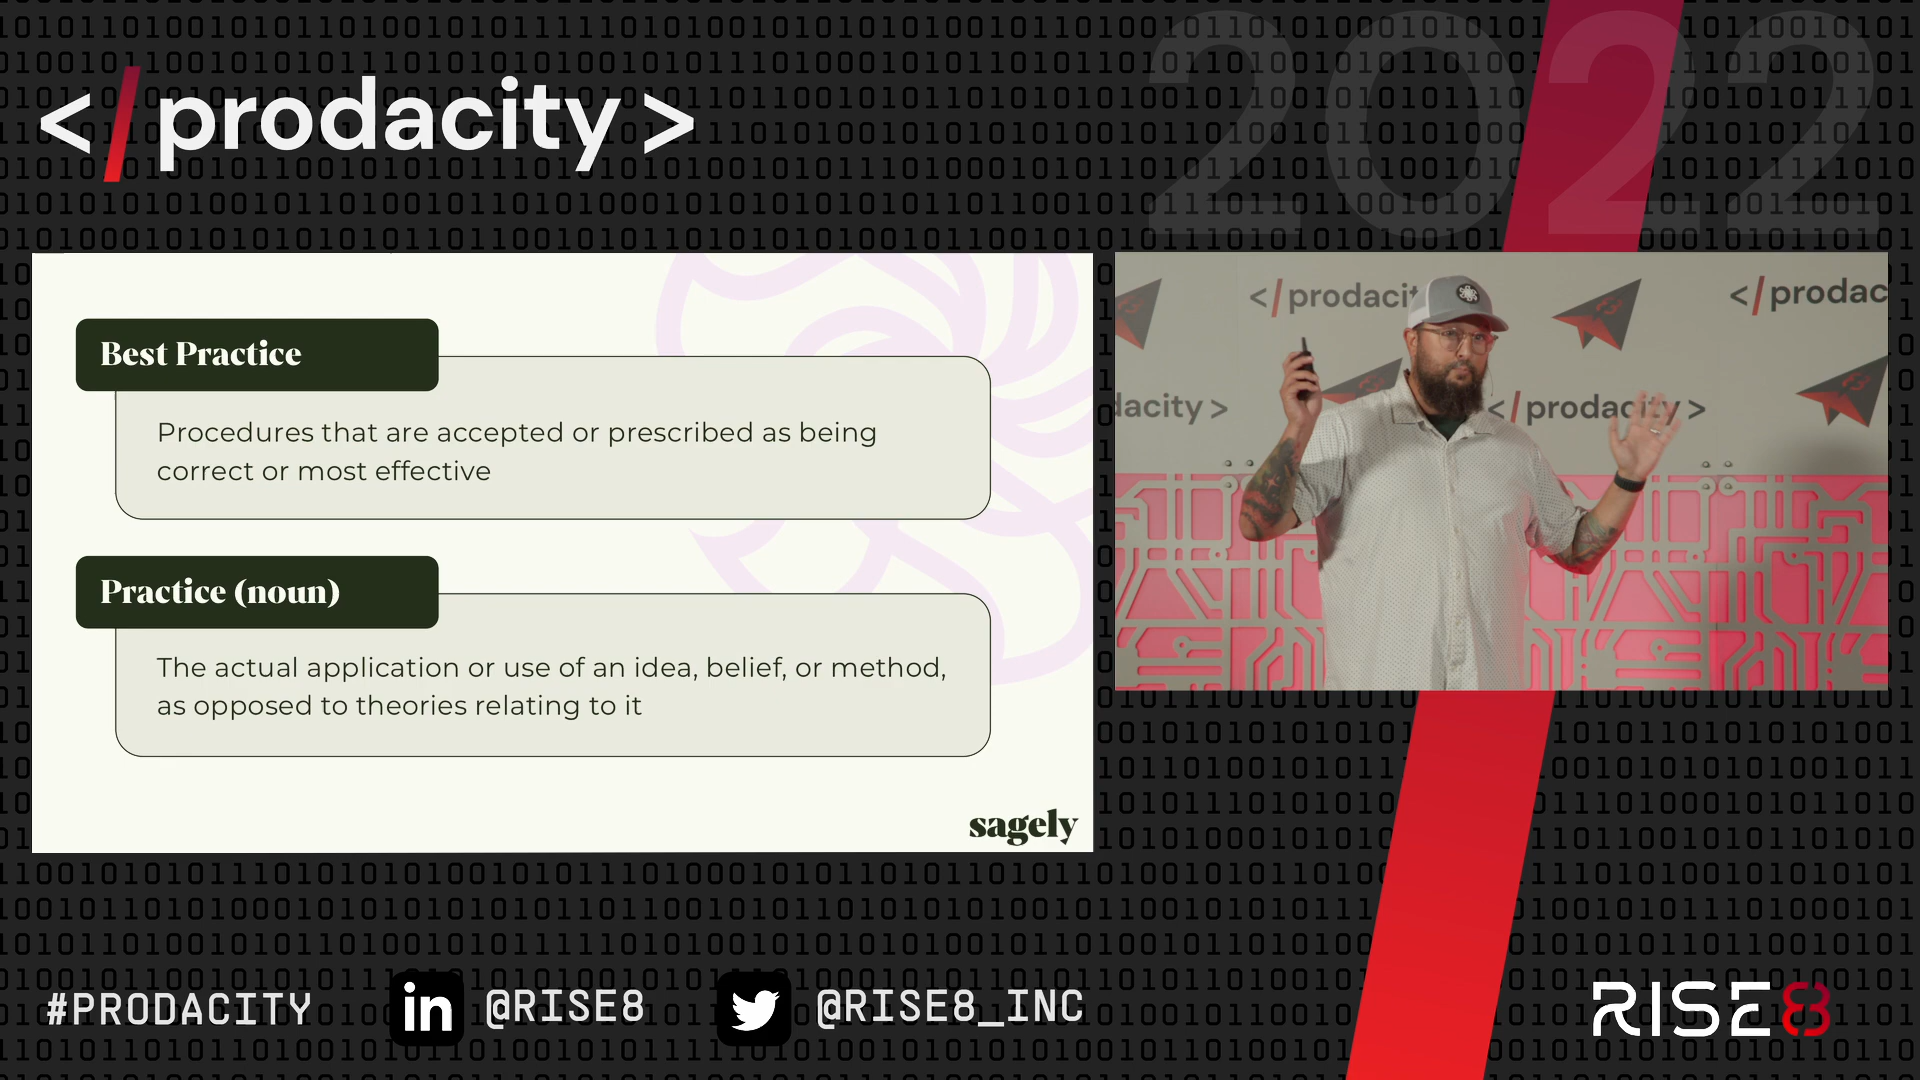 2022
</prodacity>
Best Practice
Procedures that are accepted or prescribed as being
correct or most effective
Practice (noun)
The actual application or use of an idea, belief, or method,
as opposed to theories relating to it
sagely
</prodacit
</prodac
dacity>
</prodacity>
#PRODACITY
in @RISE8
@RISE8_INC
RISE8